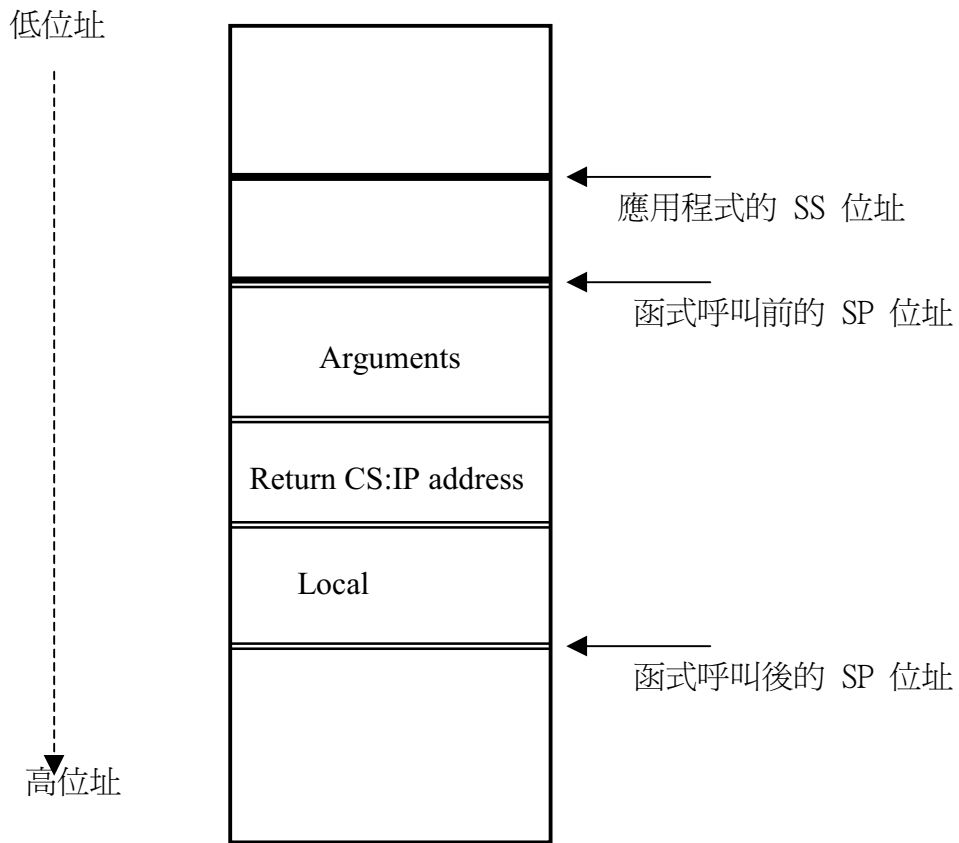 低位址
應用程式的 SS 位址
函式呼叫前的 SP 位址
Arguments
Return CS:IP address
Local
函式呼叫後的 SP 位址
高位址